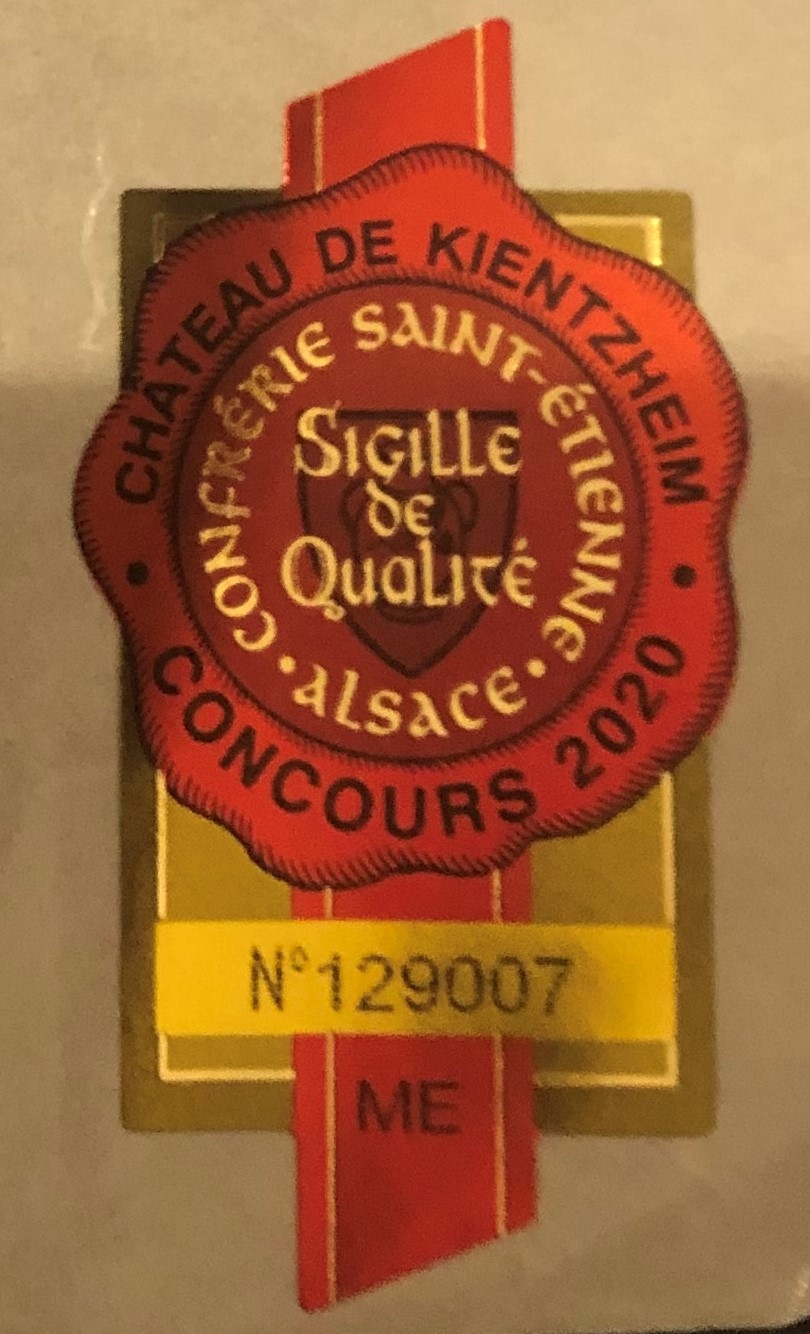 CHÂTEAU DE KIENTZHEIM
CONFRÉRIE SAINT-ÉTIENNE
SIGILLE
DE
QUALITÉ
• ALSACE •
• CONCOURS 2020 •
N°129007
ME